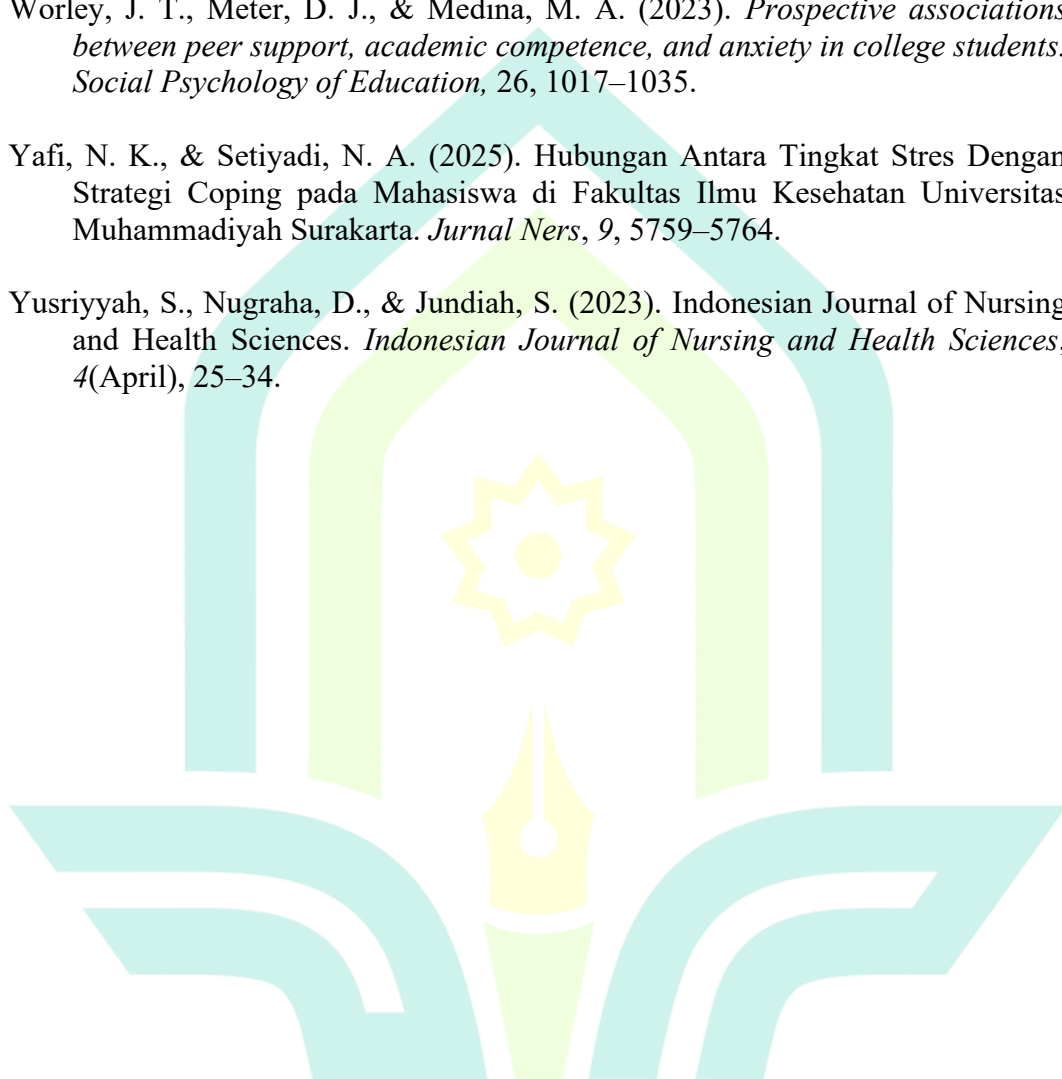 Worley, J. T., Meter, D. J., & Medina, M. A. (2023). Prospective associations
between peer support, academic competence, and anxiety in college students.
Social Psychology of Education, 26, 1017–1035.
Yafi, N. K., & Setiyadi, N. A. (2025). Hubungan Antara Tingkat Stres Dengan
Strategi Coping pada Mahasiswa di Fakultas Ilmu Kesehatan Universitas
Muhammadiyah Surakarta. Jurnal Ners, 9, 5759–5764.
Yusriyyah, S., Nugraha, D., & Jundiah, S. (2023). Indonesian Journal of Nursing
and Health Sciences. Indonesian Journal of Nursing and Health Sciences,
4(April), 25–34.